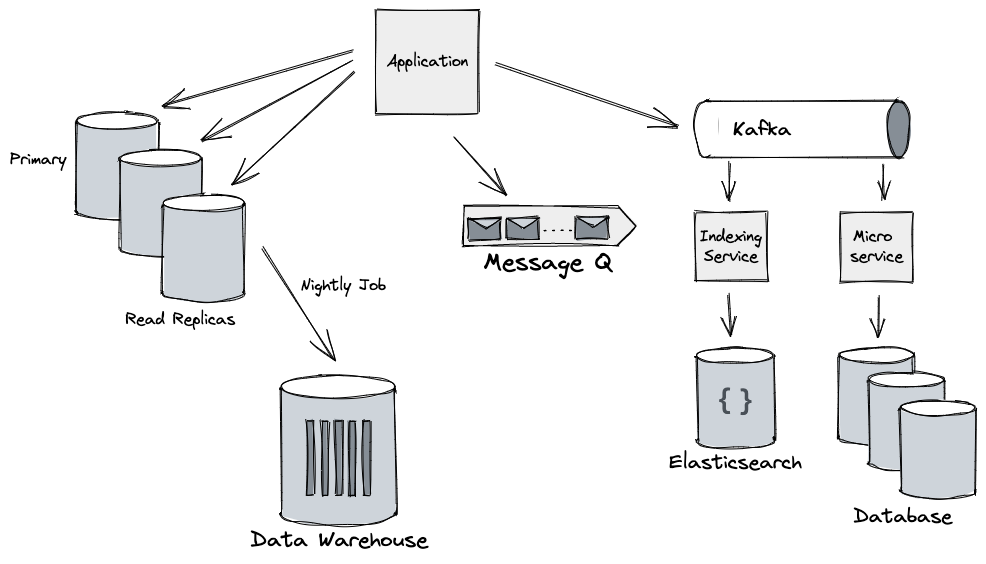 Application
Primary
Kafka
Indexing
Service
Micro
service
Message Q
Nightly Job
Read Replicas
{ }
Elasticsearch
Database
Data Warehouse